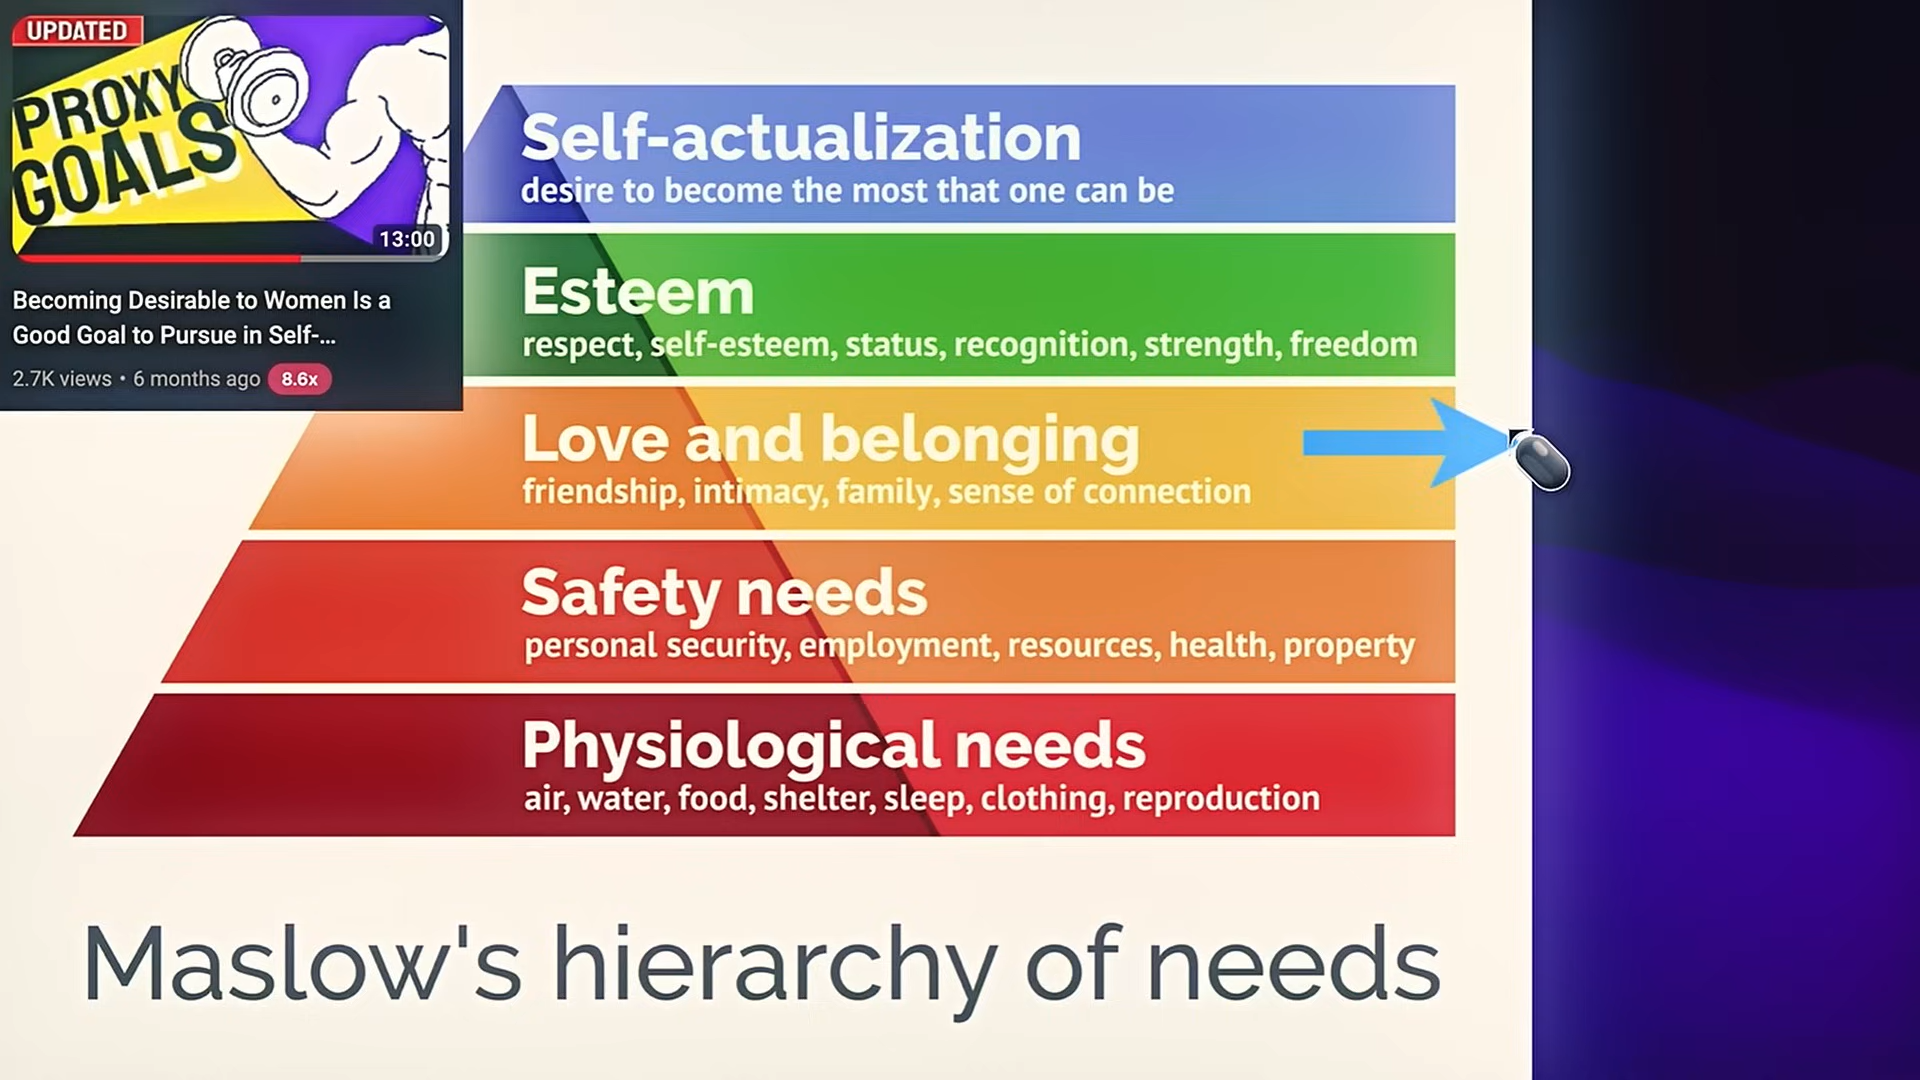 UPDATED
PROXY
GOALS
13:00
Becoming Desirable to Women Is a
Good Goal to Pursue in Self-...
2.7K views • 6 months ago 8.6x
Self-actualization
desire to become the most that one can be
Esteem
respect, self-esteem, status, recognition, strength, freedom
Love and belonging
friendship, intimacy, family, sense of connection
Safety needs
personal security, employment, resources, health, property
Physiological needs
air, water, food, shelter, sleep, clothing, reproduction
Maslow's hierarchy of needs